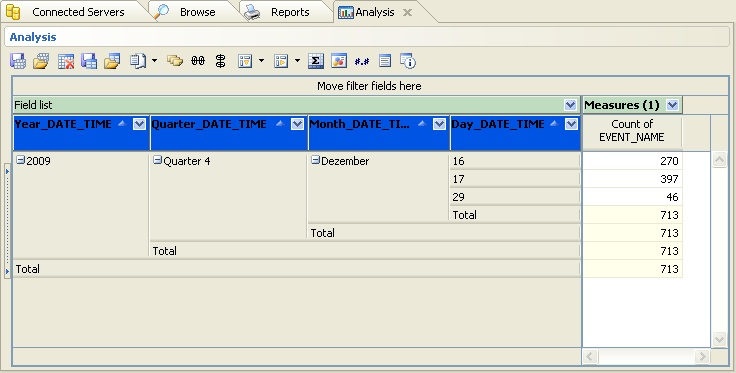 Connected Servers Browse Reports Analysis
Analysis
Move filter fields here
Field list Measures (1)
Year_DATE_TIME Quarter_DATE_TIME Month_DATE_TI... Day_DATE_TIME Count of
EVENT_NAME
2009 Quarter 4 Dezember 16 270
17 397
29 46
Total 713
Total 713
Total 713
Total 713